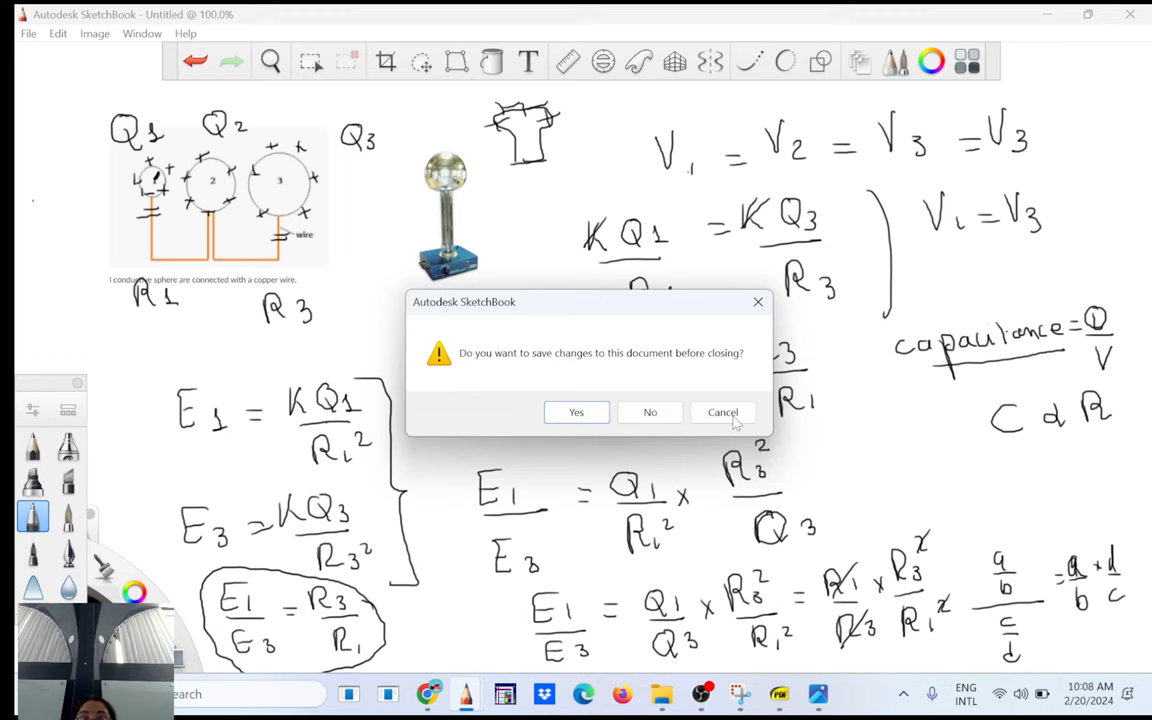 Autodesk SketchBook - Untitled @ 100.0%
File Edit Image Window Help
T
Q1 Q2 Q3
2 3
wire
conductive sphere are connected with a copper wire.
R1 R3
V1 = V2 = V3 = V3
KQ1 = KQ3
R3
V1 = V3
capacitance = Q
V
C α R
Autodesk SketchBook
Do you want to save changes to this document before closing?
Yes No Cancel
R1
E1 = KQ1
R1²
E3 = KQ3
R3²
E1 = R3
E3 R1
E1 = Q1 × R3²
E3 R1² Q3
E1 = Q1 × R3² = R1 × R3²
E3 Q3 R1² R3 R1²
a
b
c
d
= a × d
b c
search
ENG
INTL
10:08 AM
2/20/2024